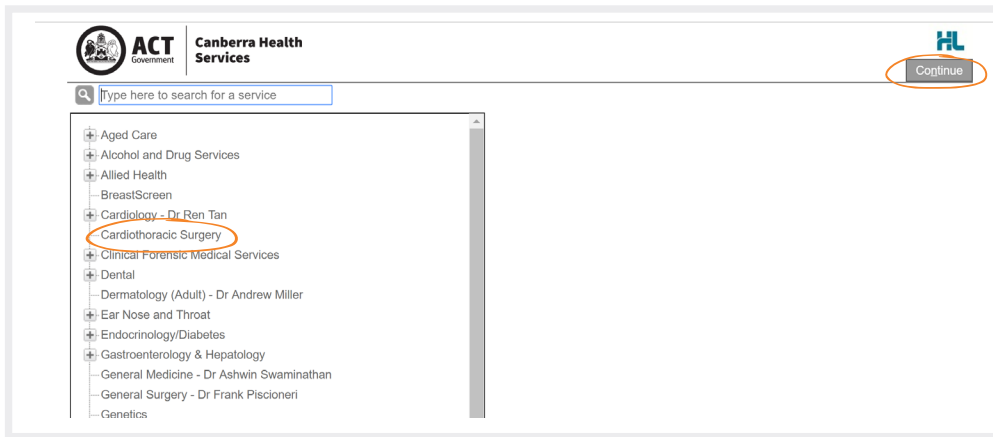 ACT
Government
Canberra Health
Services
HL
Continue
Type here to search for a service
Aged Care
Alcohol and Drug Services
Allied Health
BreastScreen
Cardiology - Dr Ren Tan
Cardiothoracic Surgery
Clinical Forensic Medical Services
Dental
Dermatology (Adult) - Dr Andrew Miller
Ear Nose and Throat
Endocrinology/Diabetes
Gastroenterology & Hepatology
General Medicine - Dr Ashwin Swaminathan
General Surgery - Dr Frank Piscioneri
Genetics